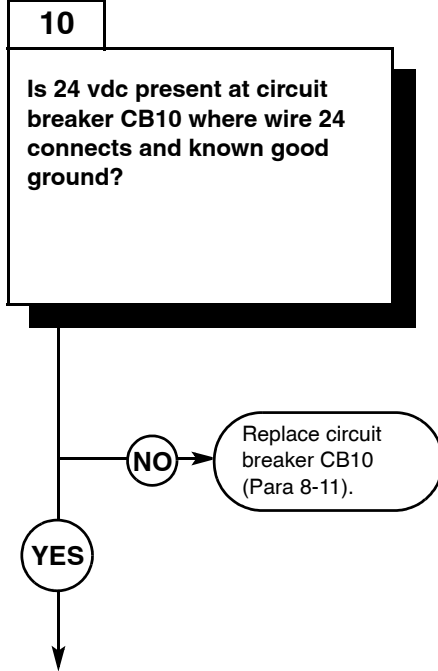 10
Is 24 vdc present at circuit
breaker CB10 where wire 24
connects and known good
ground?
NO
Replace circuit
breaker CB10
(Para 8-11).
YES